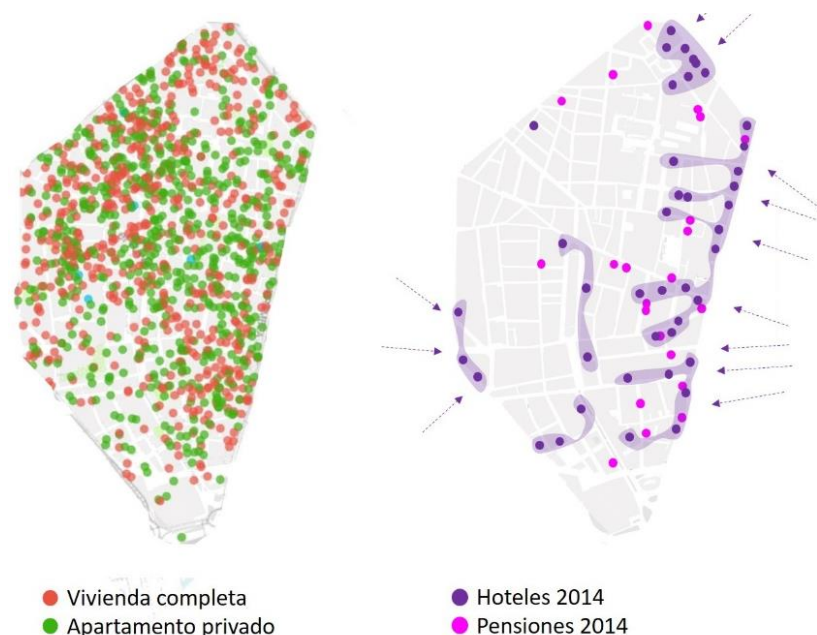 Vivienda completa
Apartamento privado
Hoteles 2014
Pensiones 2014